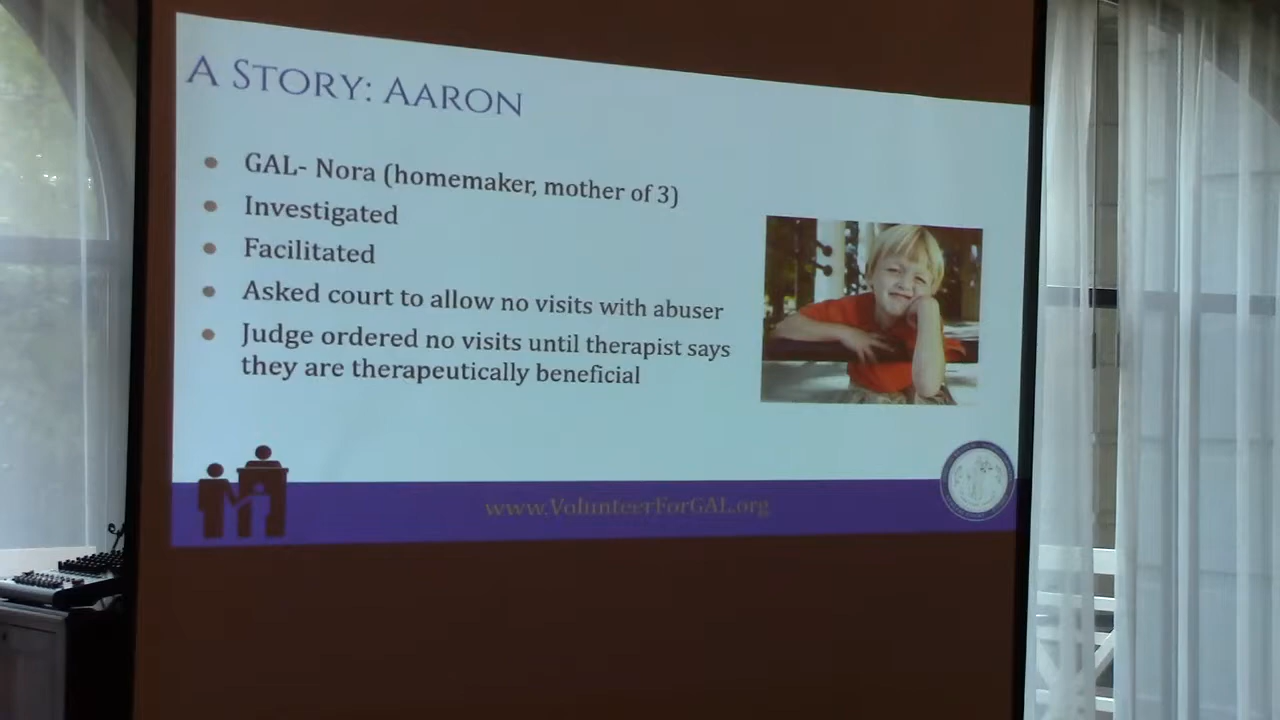 A Story: Aaron
GAL- Nora (homemaker, mother of 3)
Investigated
Facilitated
Asked court to allow no visits with abuser
Judge ordered no visits until therapist says
they are therapeutically beneficial
www.VolunteerForGAL.org